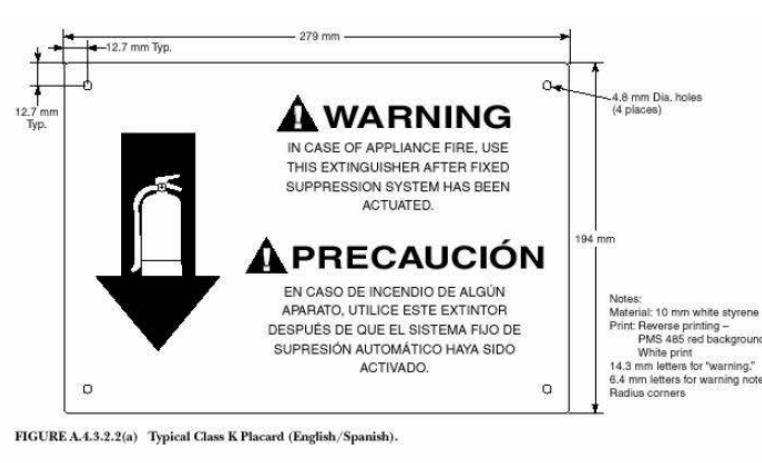 279 mm
12.7 mm Typ.
12.7 mm
Typ.
4.8 mm Dia. holes
(4 places)
WARNING
IN CASE OF APPLIANCE FIRE, USE
THIS EXTINGUISHER AFTER FIXED
SUPPRESSION SYSTEM HAS BEEN
ACTUATED.
194 mm
PRECAUCIÓN
EN CASO DE INCENDIO DE ALGÚN
APARATO, UTILICE ESTE EXTINTOR
DESPUÉS DE QUE EL SISTEMA FIJO DE
SUPRESIÓN AUTOMÁTICO HAYA SIDO
ACTIVADO.
Notes:
Material: 10 mm white styrene
Print: Reverse printing –
PMS 485 red background
White print
14.3 mm letters for “warning.”
6.4 mm letters for warning note
Radius corners
FIGURE A.4.3.2.2(a) Typical Class K Placard (English/Spanish).